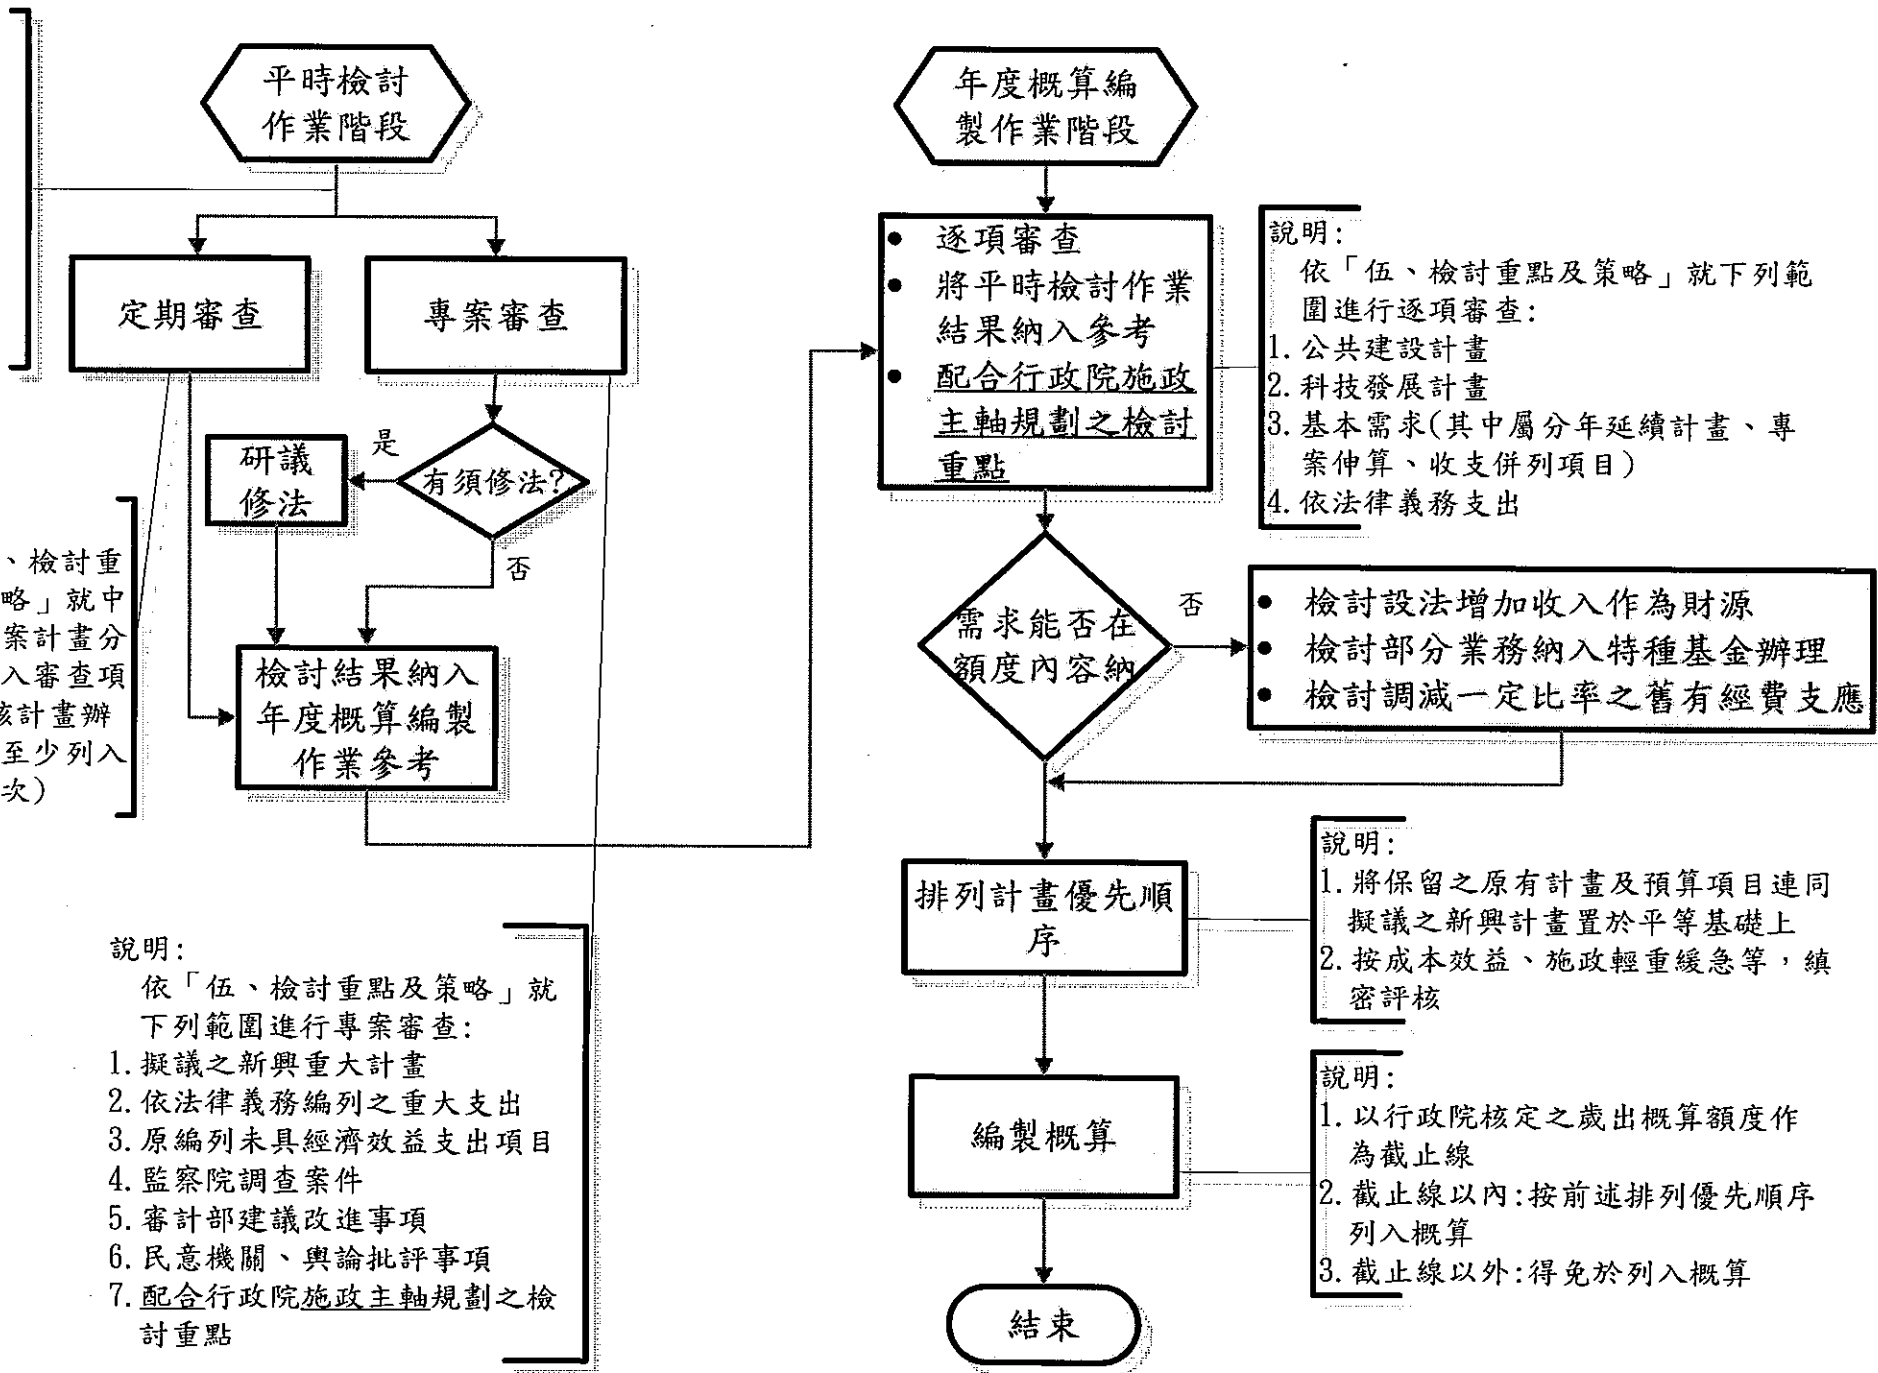 平時檢討
作業階段
定期審查
專案審查
是
研議
修法
有須修法?
否
、檢討重
略」就中
案計畫分
入審查項
核計畫辦
至少列入
次)
檢討結果納入
年度概算編製
作業參考
說明:
依「伍、檢討重點及策略」就
下列範圍進行專案審查:
1.擬議之新興重大計畫
2.依法律義務編列之重大支出
3.原編列未具經濟效益支出項目
4.監察院調查案件
5.審計部建議改進事項
6.民意機關、輿論批評事項
7.配合行政院施政主軸規劃之檢
討重點
年度概算編
製作業階段
• 逐項審查
• 將平時檢討作業
結果納入參考
• 配合行政院施政
主軸規劃之檢討
重點
說明:
依「伍、檢討重點及策略」就下列範
圍進行逐項審查:
1.公共建設計畫
2.科技發展計畫
3.基本需求(其中屬分年延續計畫、專
案伸算、收支併列項目)
4.依法律義務支出
需求能否在
額度內容納
否
• 檢討設法增加收入作為財源
• 檢討部分業務納入特種基金辦理
• 檢討調減一定比率之舊有經費支應
排列計畫優先順
序
說明:
1.將保留之原有計畫及預算項目連同
擬議之新興計畫置於平等基礎上
2.按成本效益、施政輕重緩急等,縝
密評核
編製概算
說明:
1.以行政院核定之歲出概算額度作
為截止線
2.截止線以內:按前述排列優先順序
列入概算
3.截止線以外:得免於列入概算
結束